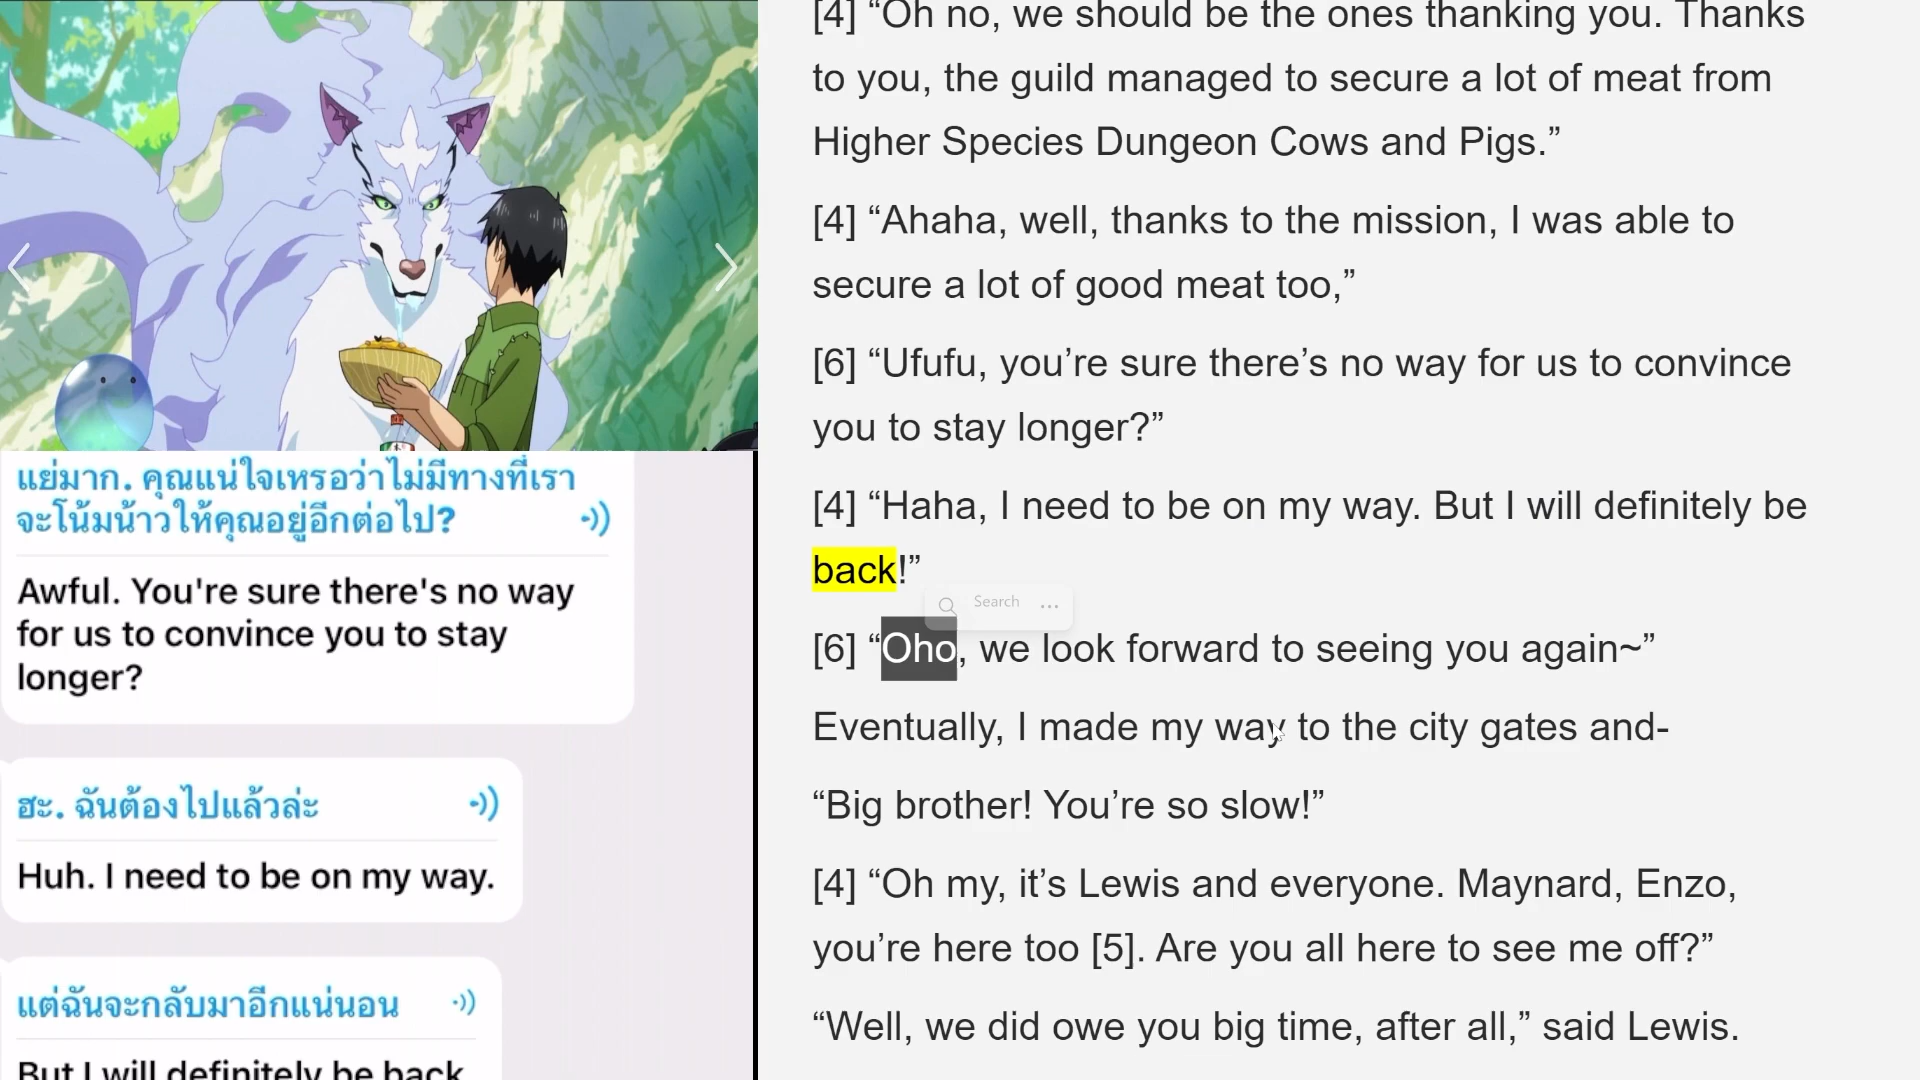 แย่มาก. คุณแน่ใจเหรอว่าไม่มีทางที่เรา
จะโน้มน้าวให้คุณอยู่อีกต่อไป?
Awful. You're sure there's no way
for us to convince you to stay
longer?
ฮะ. ฉันต้องไปแล้วล่ะ
Huh. I need to be on my way.
แต่ฉันจะกลับมาอีกแน่นอน
But I will definitely be back
[4] “Oh no, we should be the ones thanking you. Thanks
to you, the guild managed to secure a lot of meat from
Higher Species Dungeon Cows and Pigs.”
[4] “Ahaha, well, thanks to the mission, I was able to
secure a lot of good meat too,”
[6] “Ufufu, you’re sure there’s no way for us to convince
you to stay longer?”
[4] “Haha, I need to be on my way. But I will definitely be
back!”
Search
[6] “Oho, we look forward to seeing you again~”
Eventually, I made my way to the city gates and-
“Big brother! You’re so slow!”
[4] “Oh my, it’s Lewis and everyone. Maynard, Enzo,
you’re here too [5]. Are you all here to see me off?”
“Well, we did owe you big time, after all,” said Lewis.